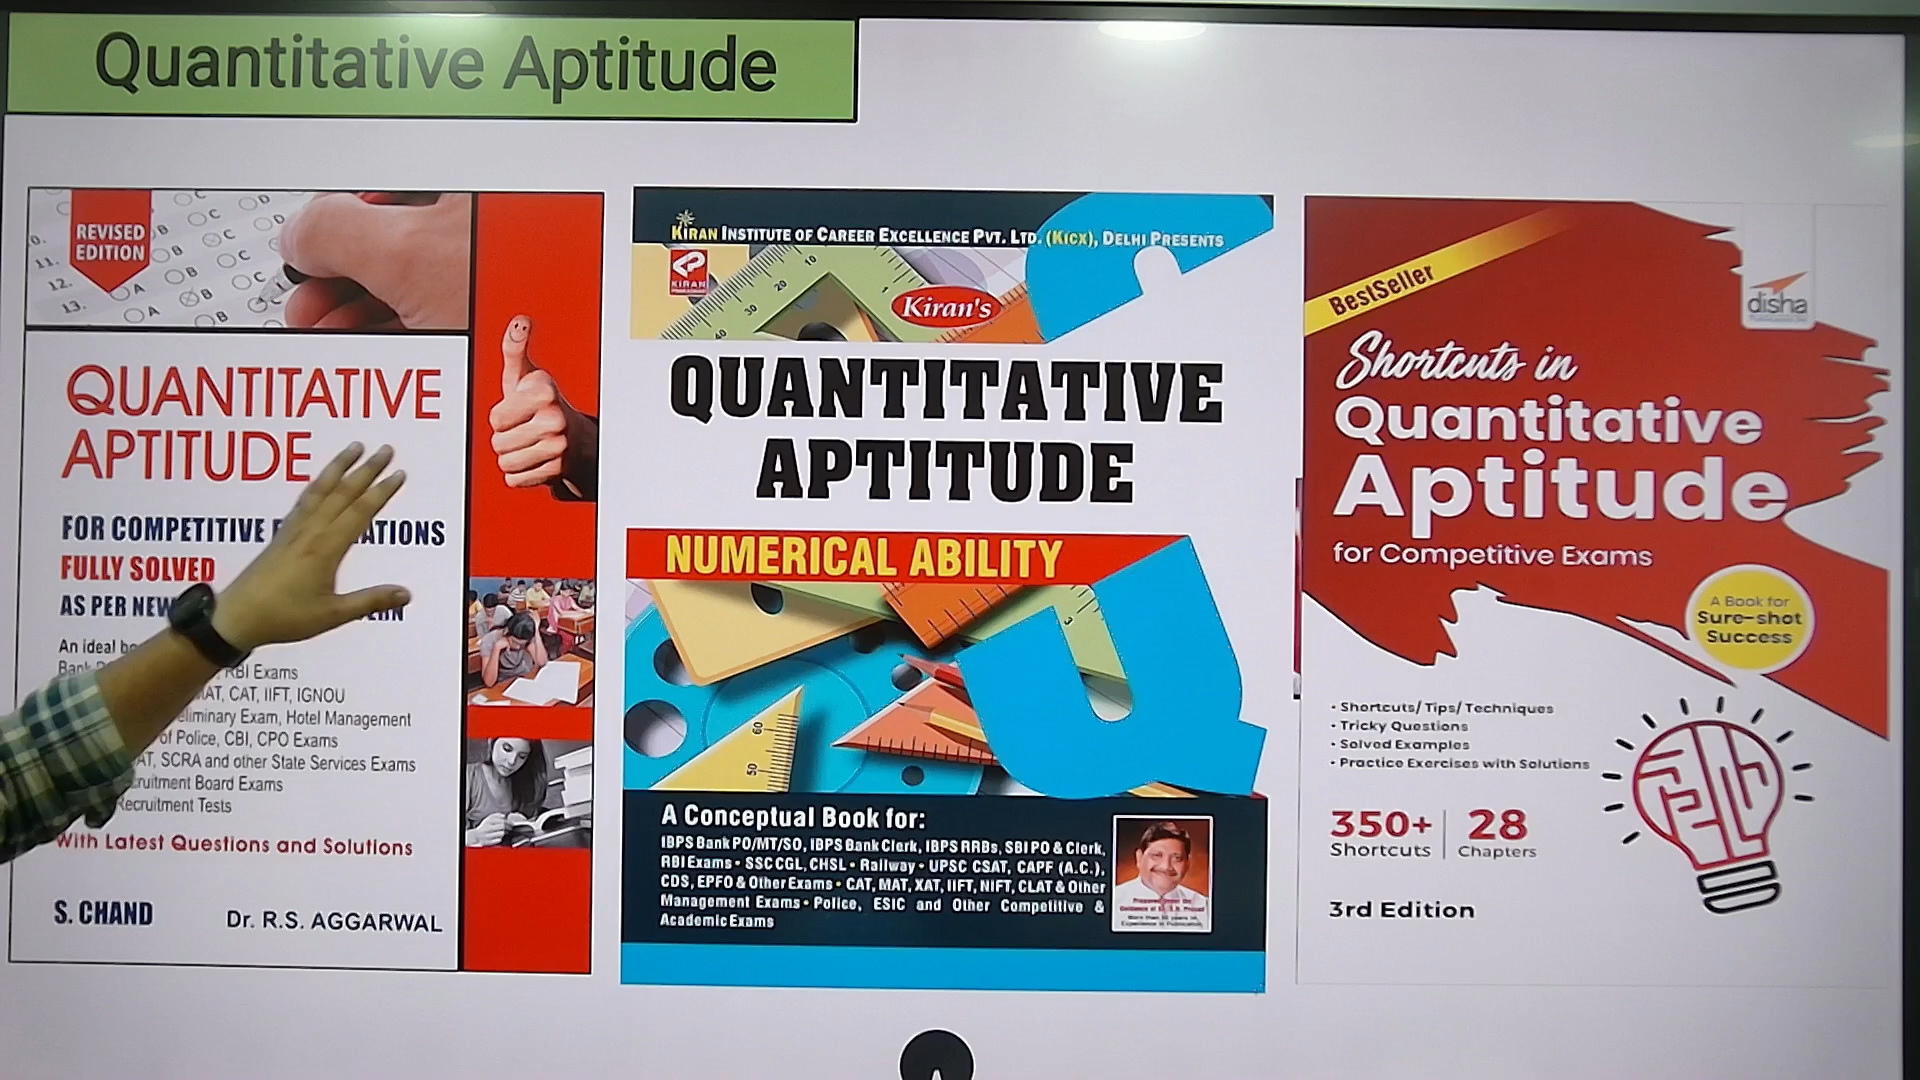 Quantitative Aptitude
REVISED
EDITION
0.
11.
12.
13.
QUANTITATIVE
APTITUDE
FOR COMPETITIVE
FULLY SOLVED
AS PER NEW
An ideal
Bank RBI Exams
CAT, IIFT, IGNOU
Exam, Hotel Management
of Police, CBI, CPO Exams
SCRA and other State Services Exams
Board Exams
Recruitment Tests
With Latest Questions and Solutions
S. CHAND
Dr. R.S. AGGARWAL
KIRAN INSTITUTE OF CAREER EXCELLENCE PVT. LTD. (KICX), DELHI PRESENTS
KIRAN
Kiran's
QUANTITATIVE
APTITUDE
NUMERICAL ABILITY
A Conceptual Book for:
IBPS Bank PO/MT/SO, IBPS Bank Clerk, IBPS RRBs, SBI PO & Clerk,
RBI Exams • SSC CGL, CHSL • Railway • UPSC CSAT, CAPF (A.C.),
CDS, EPFO & Other Exams • CAT, MAT, XAT, IIFT, NIFT, CLAT & Other
Management Exams • Police, ESIC and Other Competitive &
Academic Exams
BestSeller
disha
Shortcuts in
Quantitative
Aptitude
for Competitive Exams
A Book for
Sure-shot
Success
• Shortcuts/ Tips/ Techniques
• Tricky Questions
• Solved Examples
• Practice Exercises with Solutions
350+
Shortcuts
28
Chapters
3rd Edition